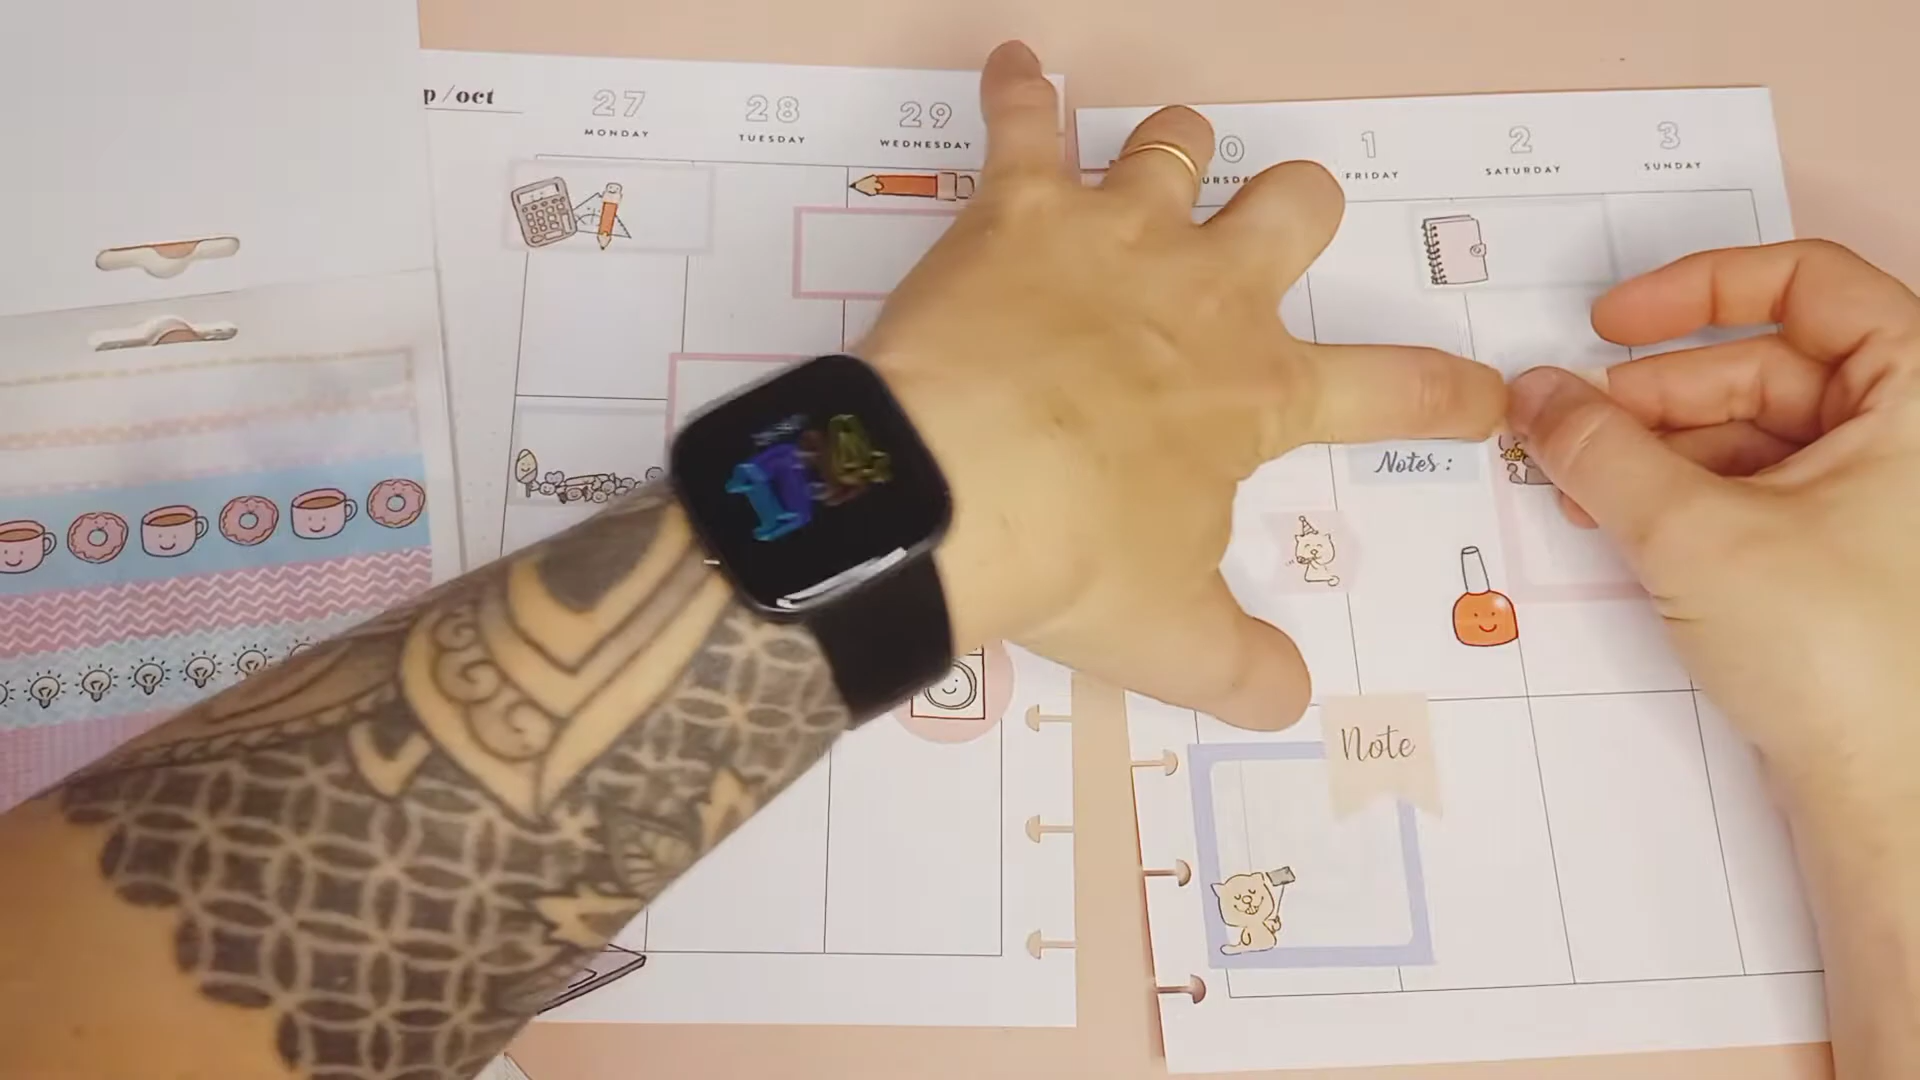 p/oct
27
MONDAY
28
TUESDAY
29
WEDNESDAY
1
FRIDAY
2
SATURDAY
3
SUNDAY
Notes :
Note